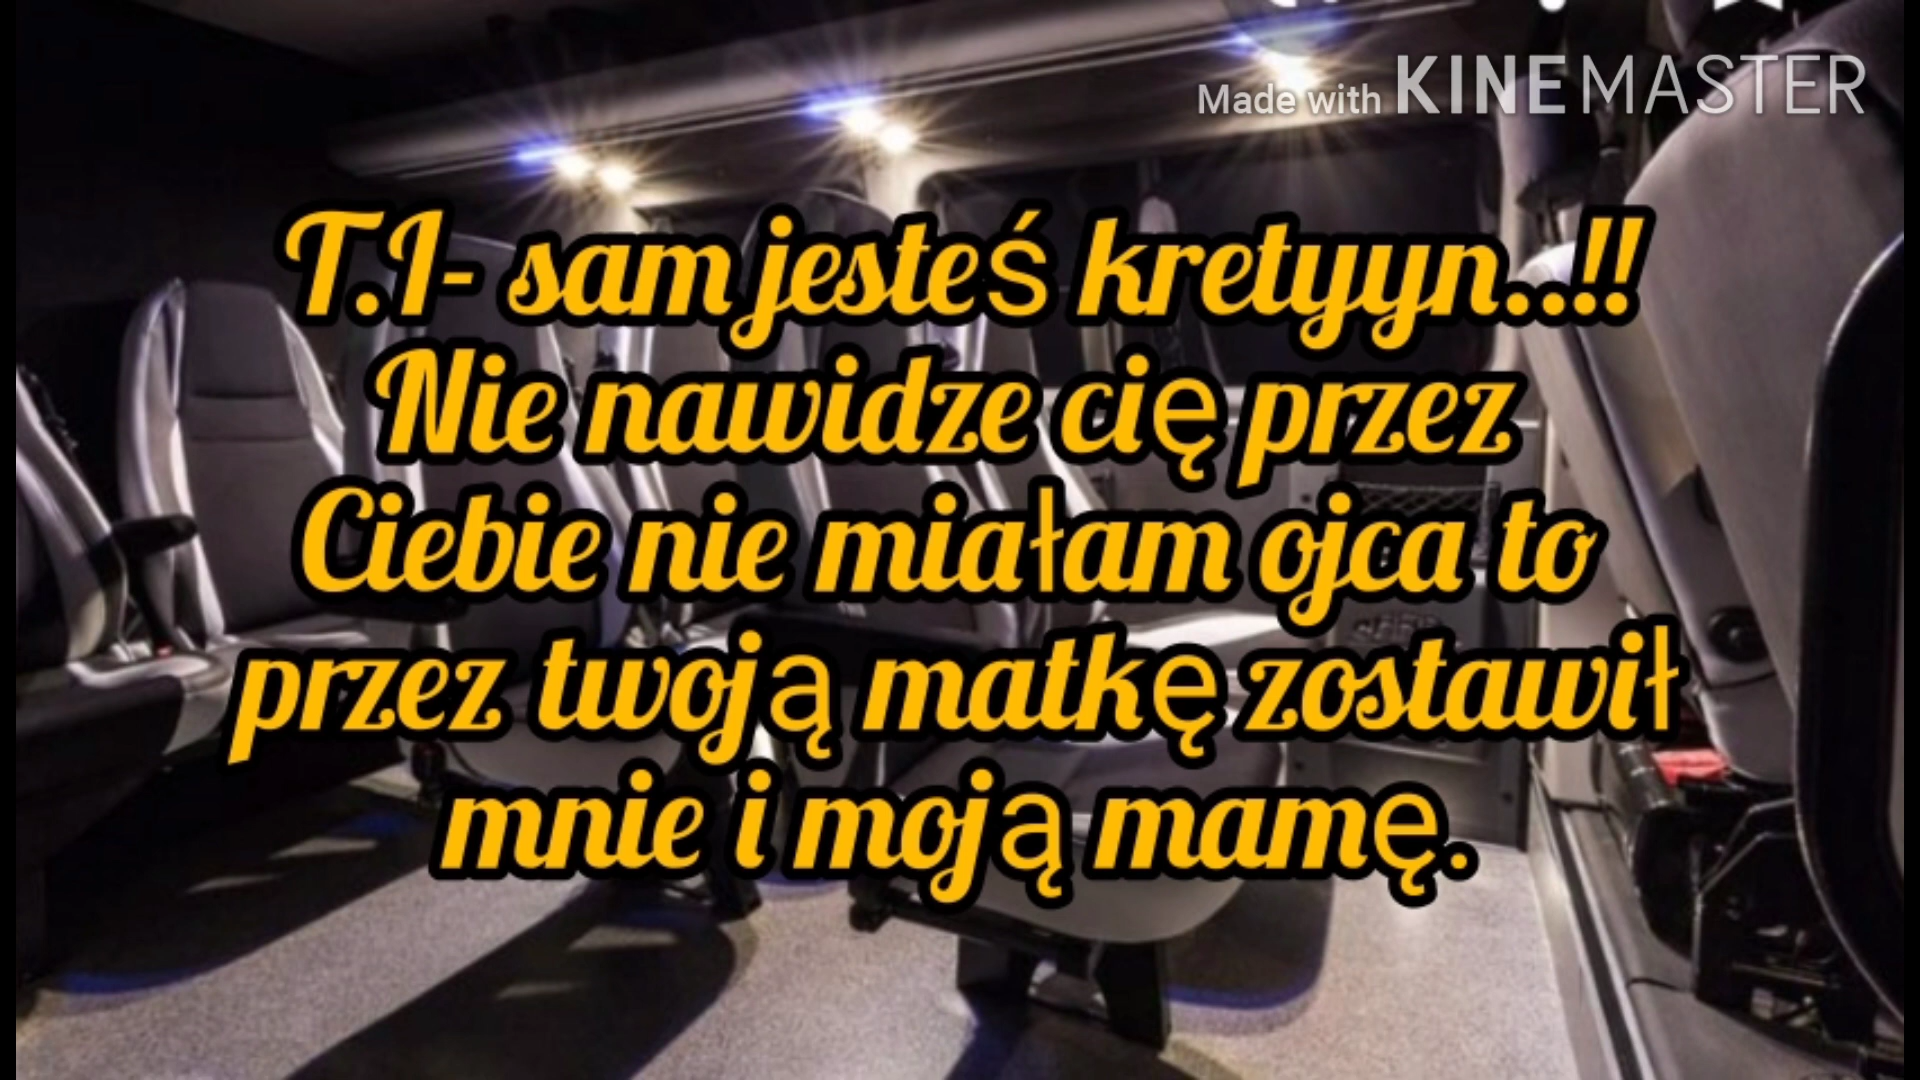 Made with KINEMASTER
T.I- sam jesteś kretyyn..!!
Nie nawidze cię przez
Ciebie nie miałam ojca to
przez twoją matkę zostawił
mnie i moją mamę.